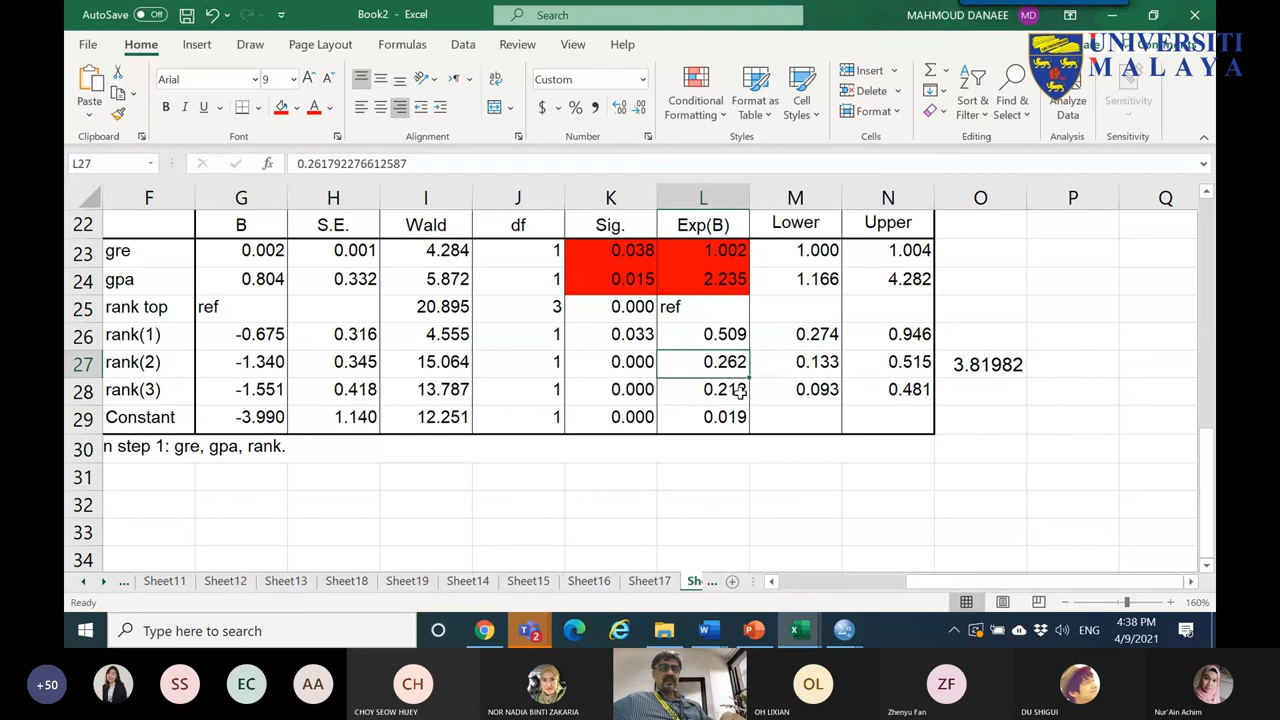 AutoSave Off Book2 - Excel Search MAHMOUD DANAEE MD
File Home Insert Draw Page Layout Formulas Data Review View Help
UNIVERSITI
MALAYA
Arial 9 Custom Insert
Paste Conditional Format as Cell Delete Sort & Find & Analyze Sensitivity
Formatting Table Styles Format Filter Select Data
Clipboard Font Alignment Number Styles Cells Editing Analysis Sensitivity
L27 fx 0.261792276612587
F G H I J K L M N O P Q
22 B S.E. Wald df Sig. Exp(B) Lower Upper
23 gre 0.002 0.001 4.284 1 0.038 1.002 1.000 1.004
24 gpa 0.804 0.332 5.872 1 0.015 2.235 1.166 4.282
25 rank top ref 20.895 3 0.000 ref
26 rank(1) -0.675 0.316 4.555 1 0.033 0.509 0.274 0.946
27 rank(2) -1.340 0.345 15.064 1 0.000 0.262 0.133 0.515 3.81982
28 rank(3) -1.551 0.418 13.787 1 0.000 0.093 0.481
29 Constant -3.990 1.140 12.251 1 0.000 0.019
30 n step 1: gre, gpa, rank.
31
32
33
34
... Sheet11 Sheet12 Sheet13 Sheet18 Sheet19 Sheet14 Sheet15 Sheet16 Sheet17 Sh ...
Ready 160%
Type here to search ENG 4:38 PM
4/9/2021
+50 SS EC AA CH OL ZF
CHOY SEOW HUEY NOR NADIA BINTI ZAKARIA OH LIXIAN Zhenyu Fan DU SHIGUI Nur'Ain Achim